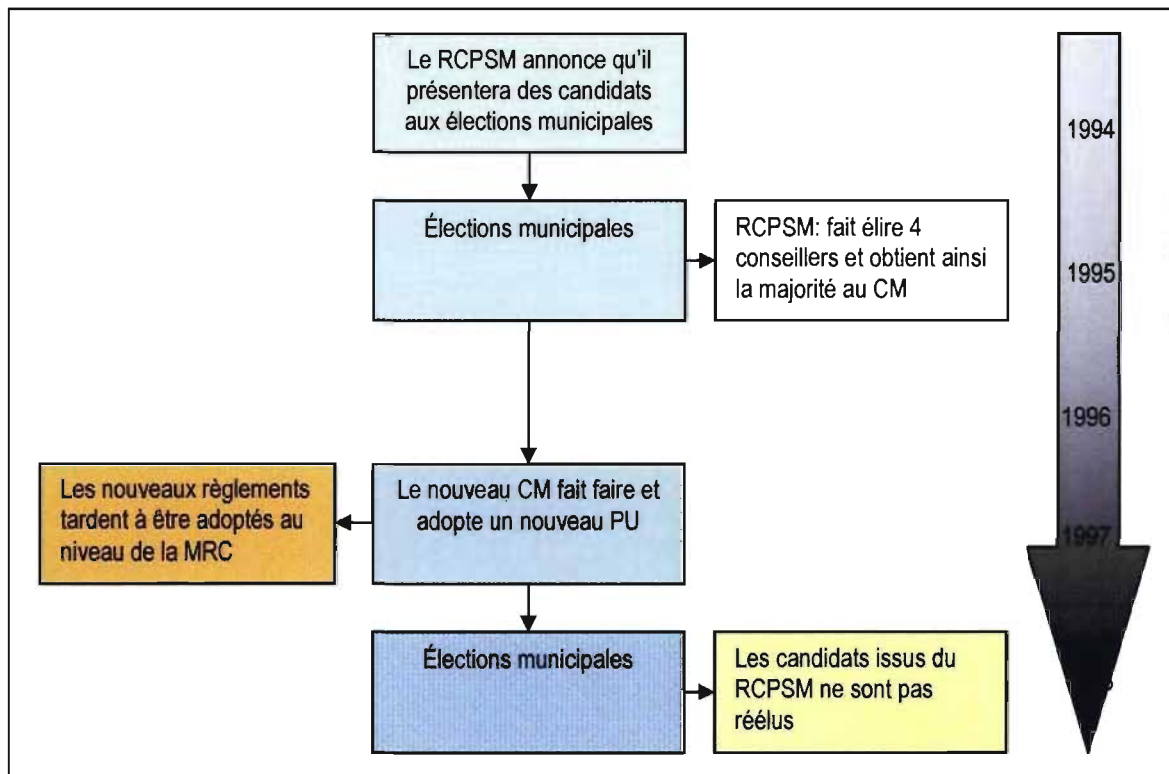 Le RCPSM annonce qu'il
présentera des candidats
aux élections municipales
1994
Élections municipales
RCPSM: fait élire 4
conseillers et obtient ainsi
la majorité au CM
1995
1996
Les nouveaux règlements
tardent à être adoptés au
niveau de la MRC
Le nouveau CM fait faire et
adopte un nouveau PU
1997
Élections municipales
Les candidats issus du
RCPSM ne sont pas
réélus